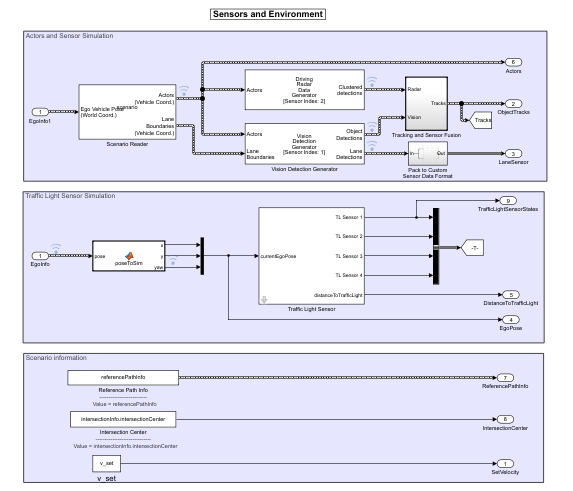 Sensors and Environment
Actors and Sensor Simulation
6
Actors
Actors
(Vehicle Coord.)
Lane
Boundaries
(Vehicle Coord.)
Ego Vehicle Pose
(World Coord.)
scenario
Scenario Reader
1
EgoInfo1
Actors
Driving
Radar
Data
Generator
[Sensor Index: 2]
Clustered
detections
Actors
Lane
Boundaries
Vision
Detection
Generator
[Sensor Index: 1]
Object
Detections
Lane
Detections
Vision Detection Generator
Radar
Vision
Tracks
Tracking and Sensor Fusion
2
ObjectTracks
Tracks
In
Out
Pack to Custom
Sensor Data Format
3
LaneSensor
Traffic Light Sensor Simulation
1
EgoInfo
pose
x
y
yaw
poseToSim
currentEgoPose
TL Sensor 1
TL Sensor 2
TL Sensor 3
TL Sensor 4
distanceToTrafficLight
Traffic Light Sensor
9
TrafficLightSensorStates
-T-
5
DistanceToTrafficLight
4
EgoPose
Scenario information
referencePathInfo
Reference Path Info
--------------------
Value = referencePathInfo
7
ReferencePathInfo
intersectionInfo.intersectionCenter
Intersection Center
--------------------
Value = intersectionInfo.intersectionCenter
8
IntersectionCenter
v_set
v_set
1
SetVelocity